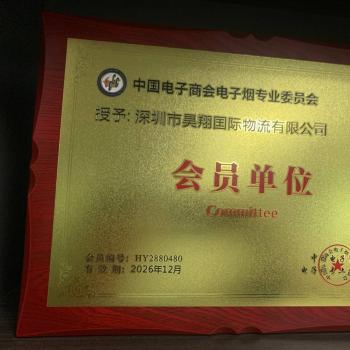 中国电子商会电子烟专业委员会
授予: 深圳市昊翔国际物流有限公司
会员单位
Committee
会员编号: HY2880480
有效期: 2026年12月